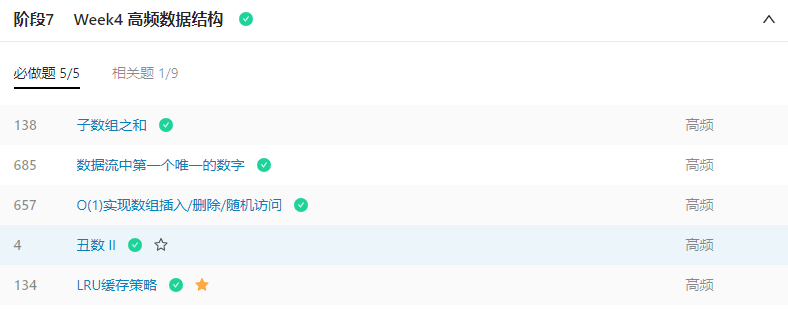 阶段7 Week4 高频数据结构
必做题 5/5 相关题 1/9
138 子数组之和 高频
685 数据流中第一个唯一的数字 高频
657 O(1)实现数组插入/删除/随机访问 高频
4 丑数 II 高频
134 LRU缓存策略 高频